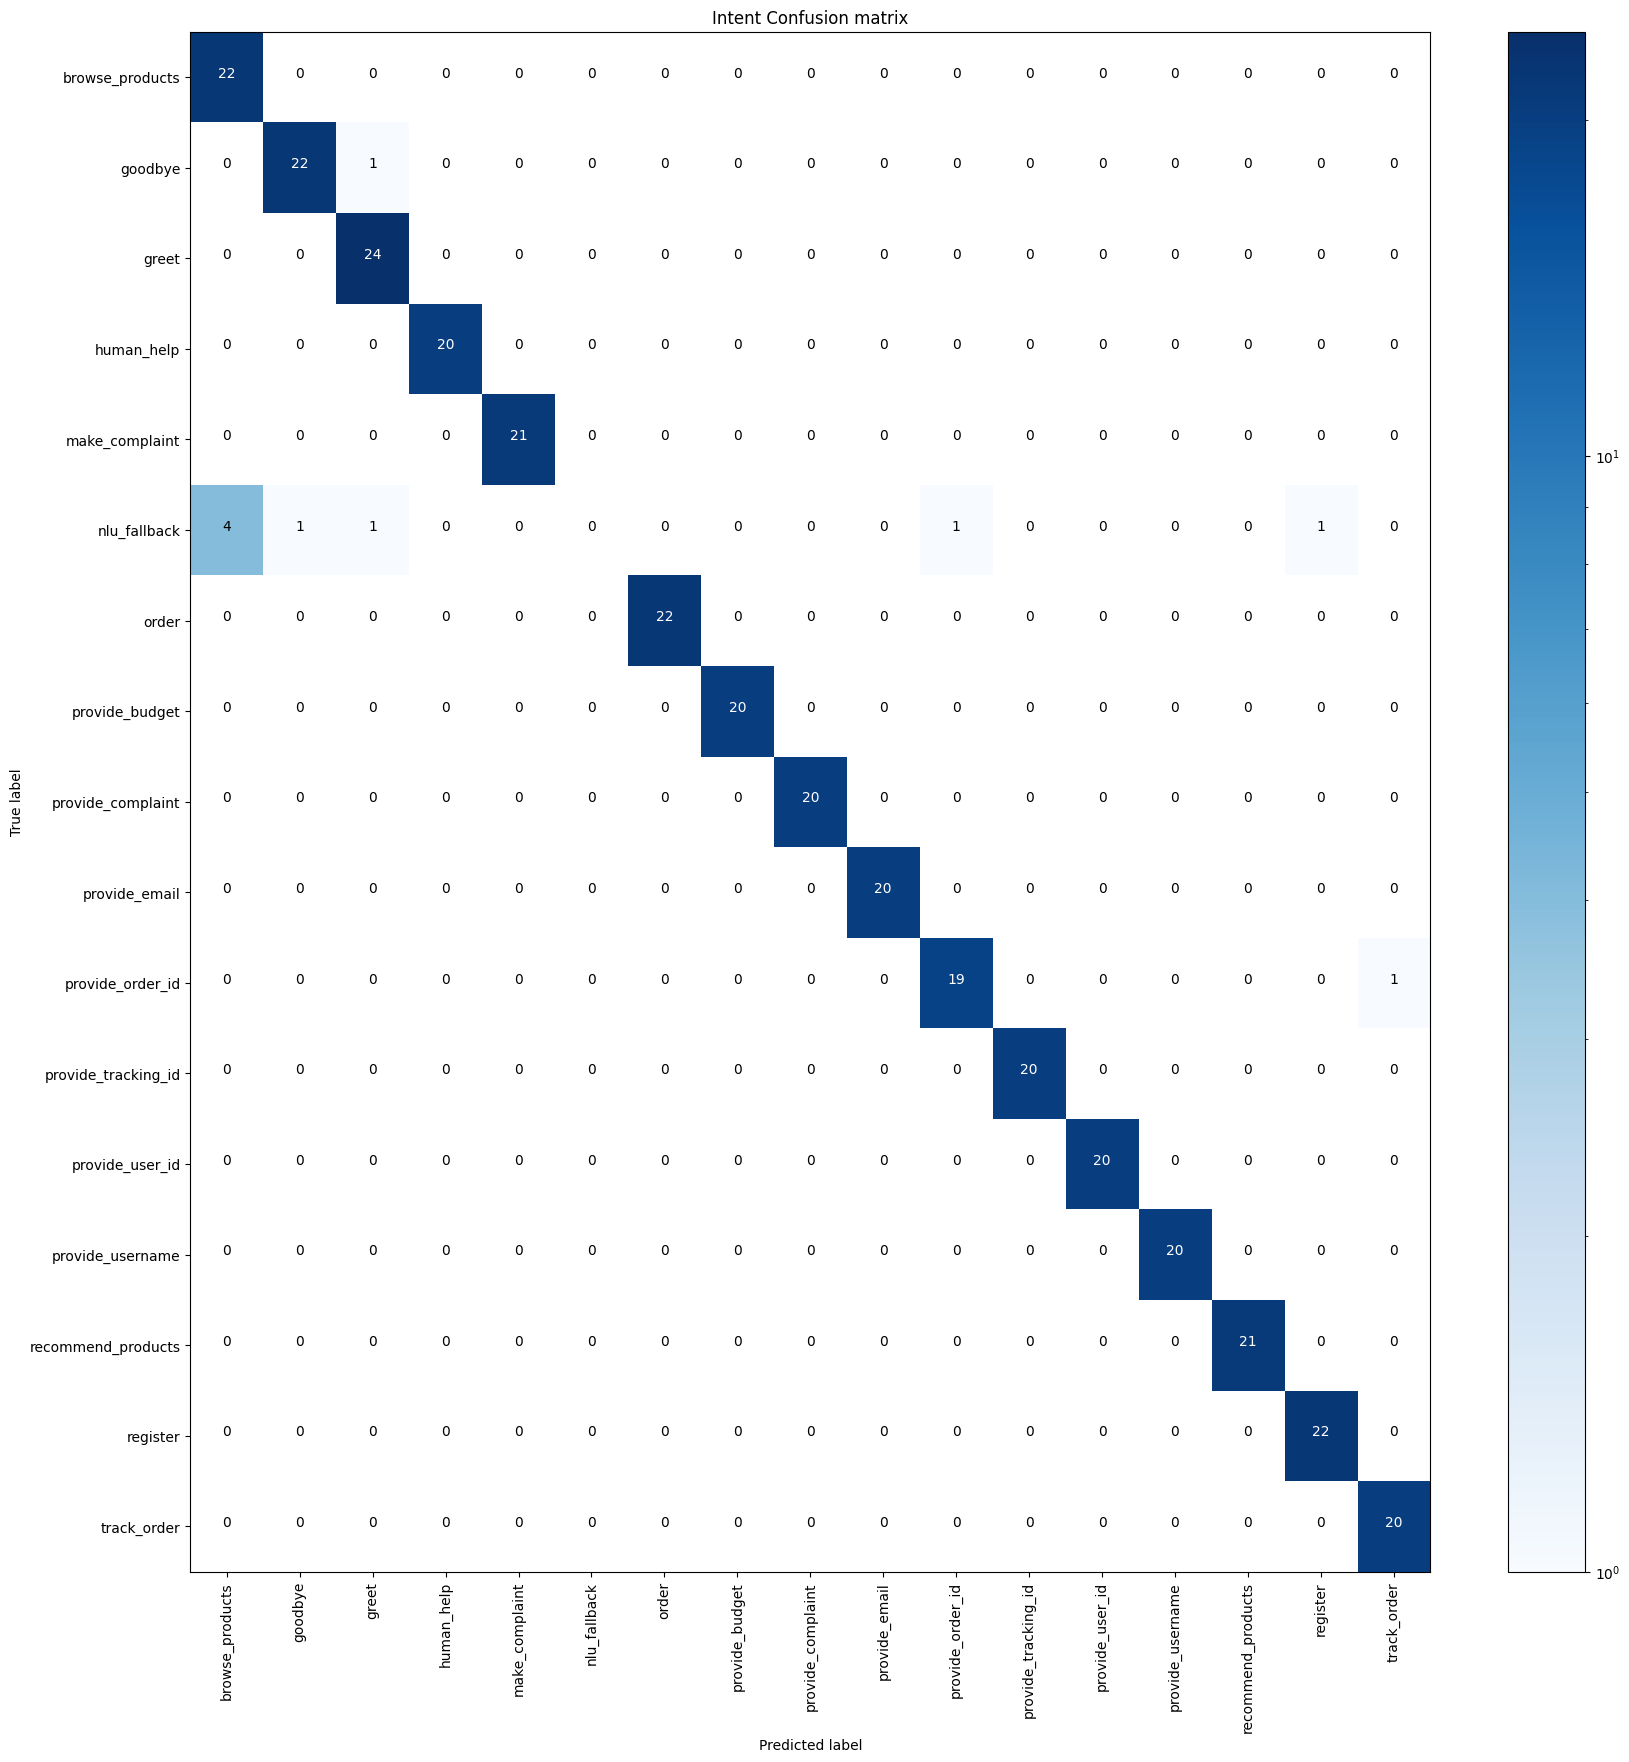 Intent Confusion matrix
browse_products 22 0 0 0 0 0 0 0 0 0 0 0 0 0 0 0 0
goodbye 0 22 1 0 0 0 0 0 0 0 0 0 0 0 0 0 0
greet 0 0 24 0 0 0 0 0 0 0 0 0 0 0 0 0 0
human_help 0 0 0 20 0 0 0 0 0 0 0 0 0 0 0 0 0
make_complaint 0 0 0 0 21 0 0 0 0 0 0 0 0 0 0 0 0
nlu_fallback 4 1 1 0 0 0 0 0 0 0 1 0 0 0 0 1 0
order 0 0 0 0 0 0 22 0 0 0 0 0 0 0 0 0 0
provide_budget 0 0 0 0 0 0 0 20 0 0 0 0 0 0 0 0 0
provide_complaint 0 0 0 0 0 0 0 0 20 0 0 0 0 0 0 0 0
provide_email 0 0 0 0 0 0 0 0 0 20 0 0 0 0 0 0 0
provide_order_id 0 0 0 0 0 0 0 0 0 0 19 0 0 0 0 0 1
provide_tracking_id 0 0 0 0 0 0 0 0 0 0 0 20 0 0 0 0 0
provide_user_id 0 0 0 0 0 0 0 0 0 0 0 0 20 0 0 0 0
provide_username 0 0 0 0 0 0 0 0 0 0 0 0 0 20 0 0 0
recommend_products 0 0 0 0 0 0 0 0 0 0 0 0 0 0 21 0 0
register 0 0 0 0 0 0 0 0 0 0 0 0 0 0 0 22 0
track_order 0 0 0 0 0 0 0 0 0 0 0 0 0 0 0 0 20
True label
browse_products
goodbye
greet
human_help
make_complaint
nlu_fallback
order
provide_budget
provide_complaint
provide_email
provide_order_id
provide_tracking_id
provide_user_id
provide_username
recommend_products
register
track_order
Predicted label
10¹
10⁰